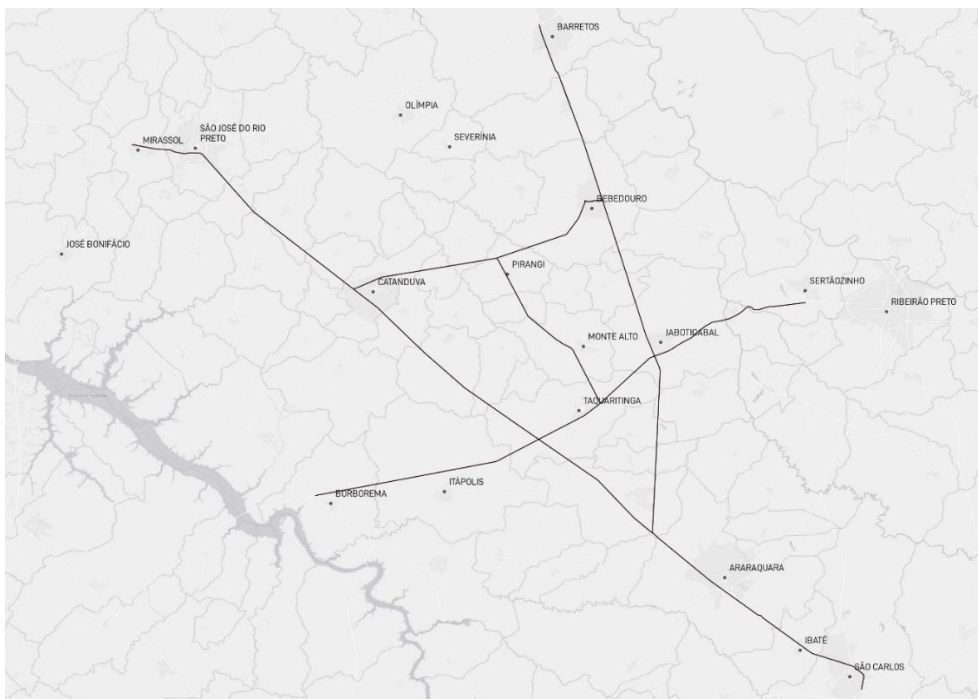 BARRETOS
OLÍMPIA
SÃO JOSÉ DO RIO
PRETO
SEVERÍNIA
MIRASSOL
BEBEDOURO
JOSÉ BONIFÁCIO
PIRANGI
CATANDUVA
SERTÃOZINHO
RIBEIRÃO PRETO
MONTE ALTO
JABOTICABAL
TAQUARITINGA
ITÁPOLIS
BORBOREMA
ARARAQUARA
IBATÉ
SÃO CARLOS